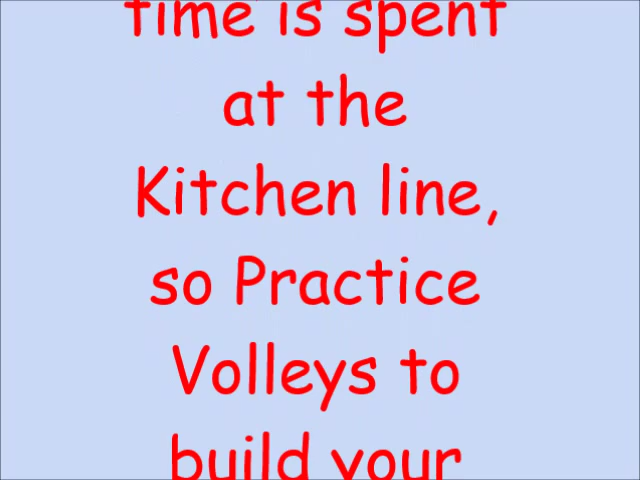 time is spent
at the
Kitchen line,
so Practice
Volleys to
build your